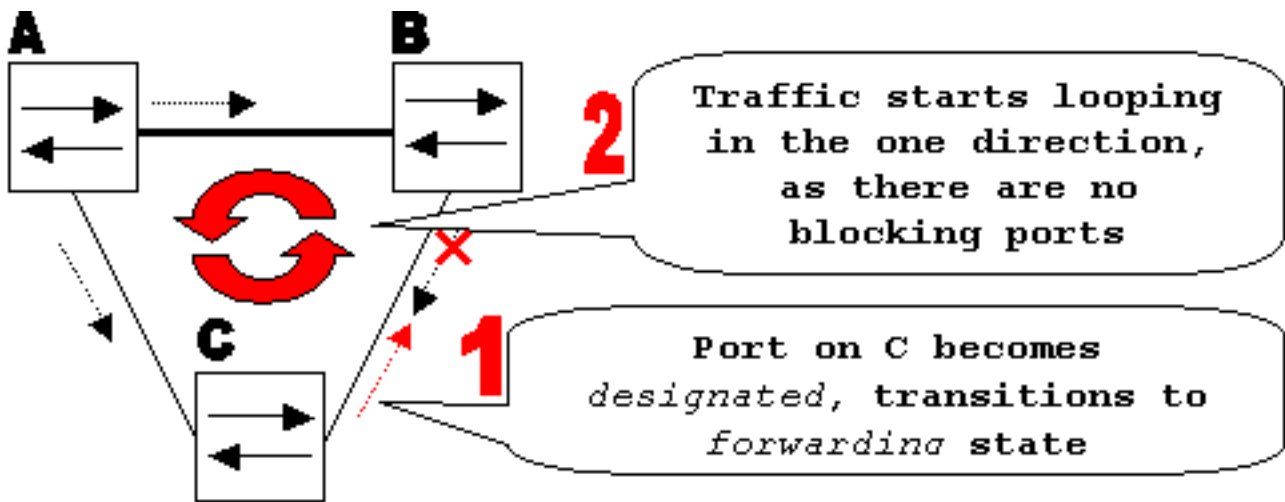 A
B
2
Traffic starts looping
in the one direction,
as there are no
blocking ports
C
1
Port on C becomes
designated, transitions to
forwarding state